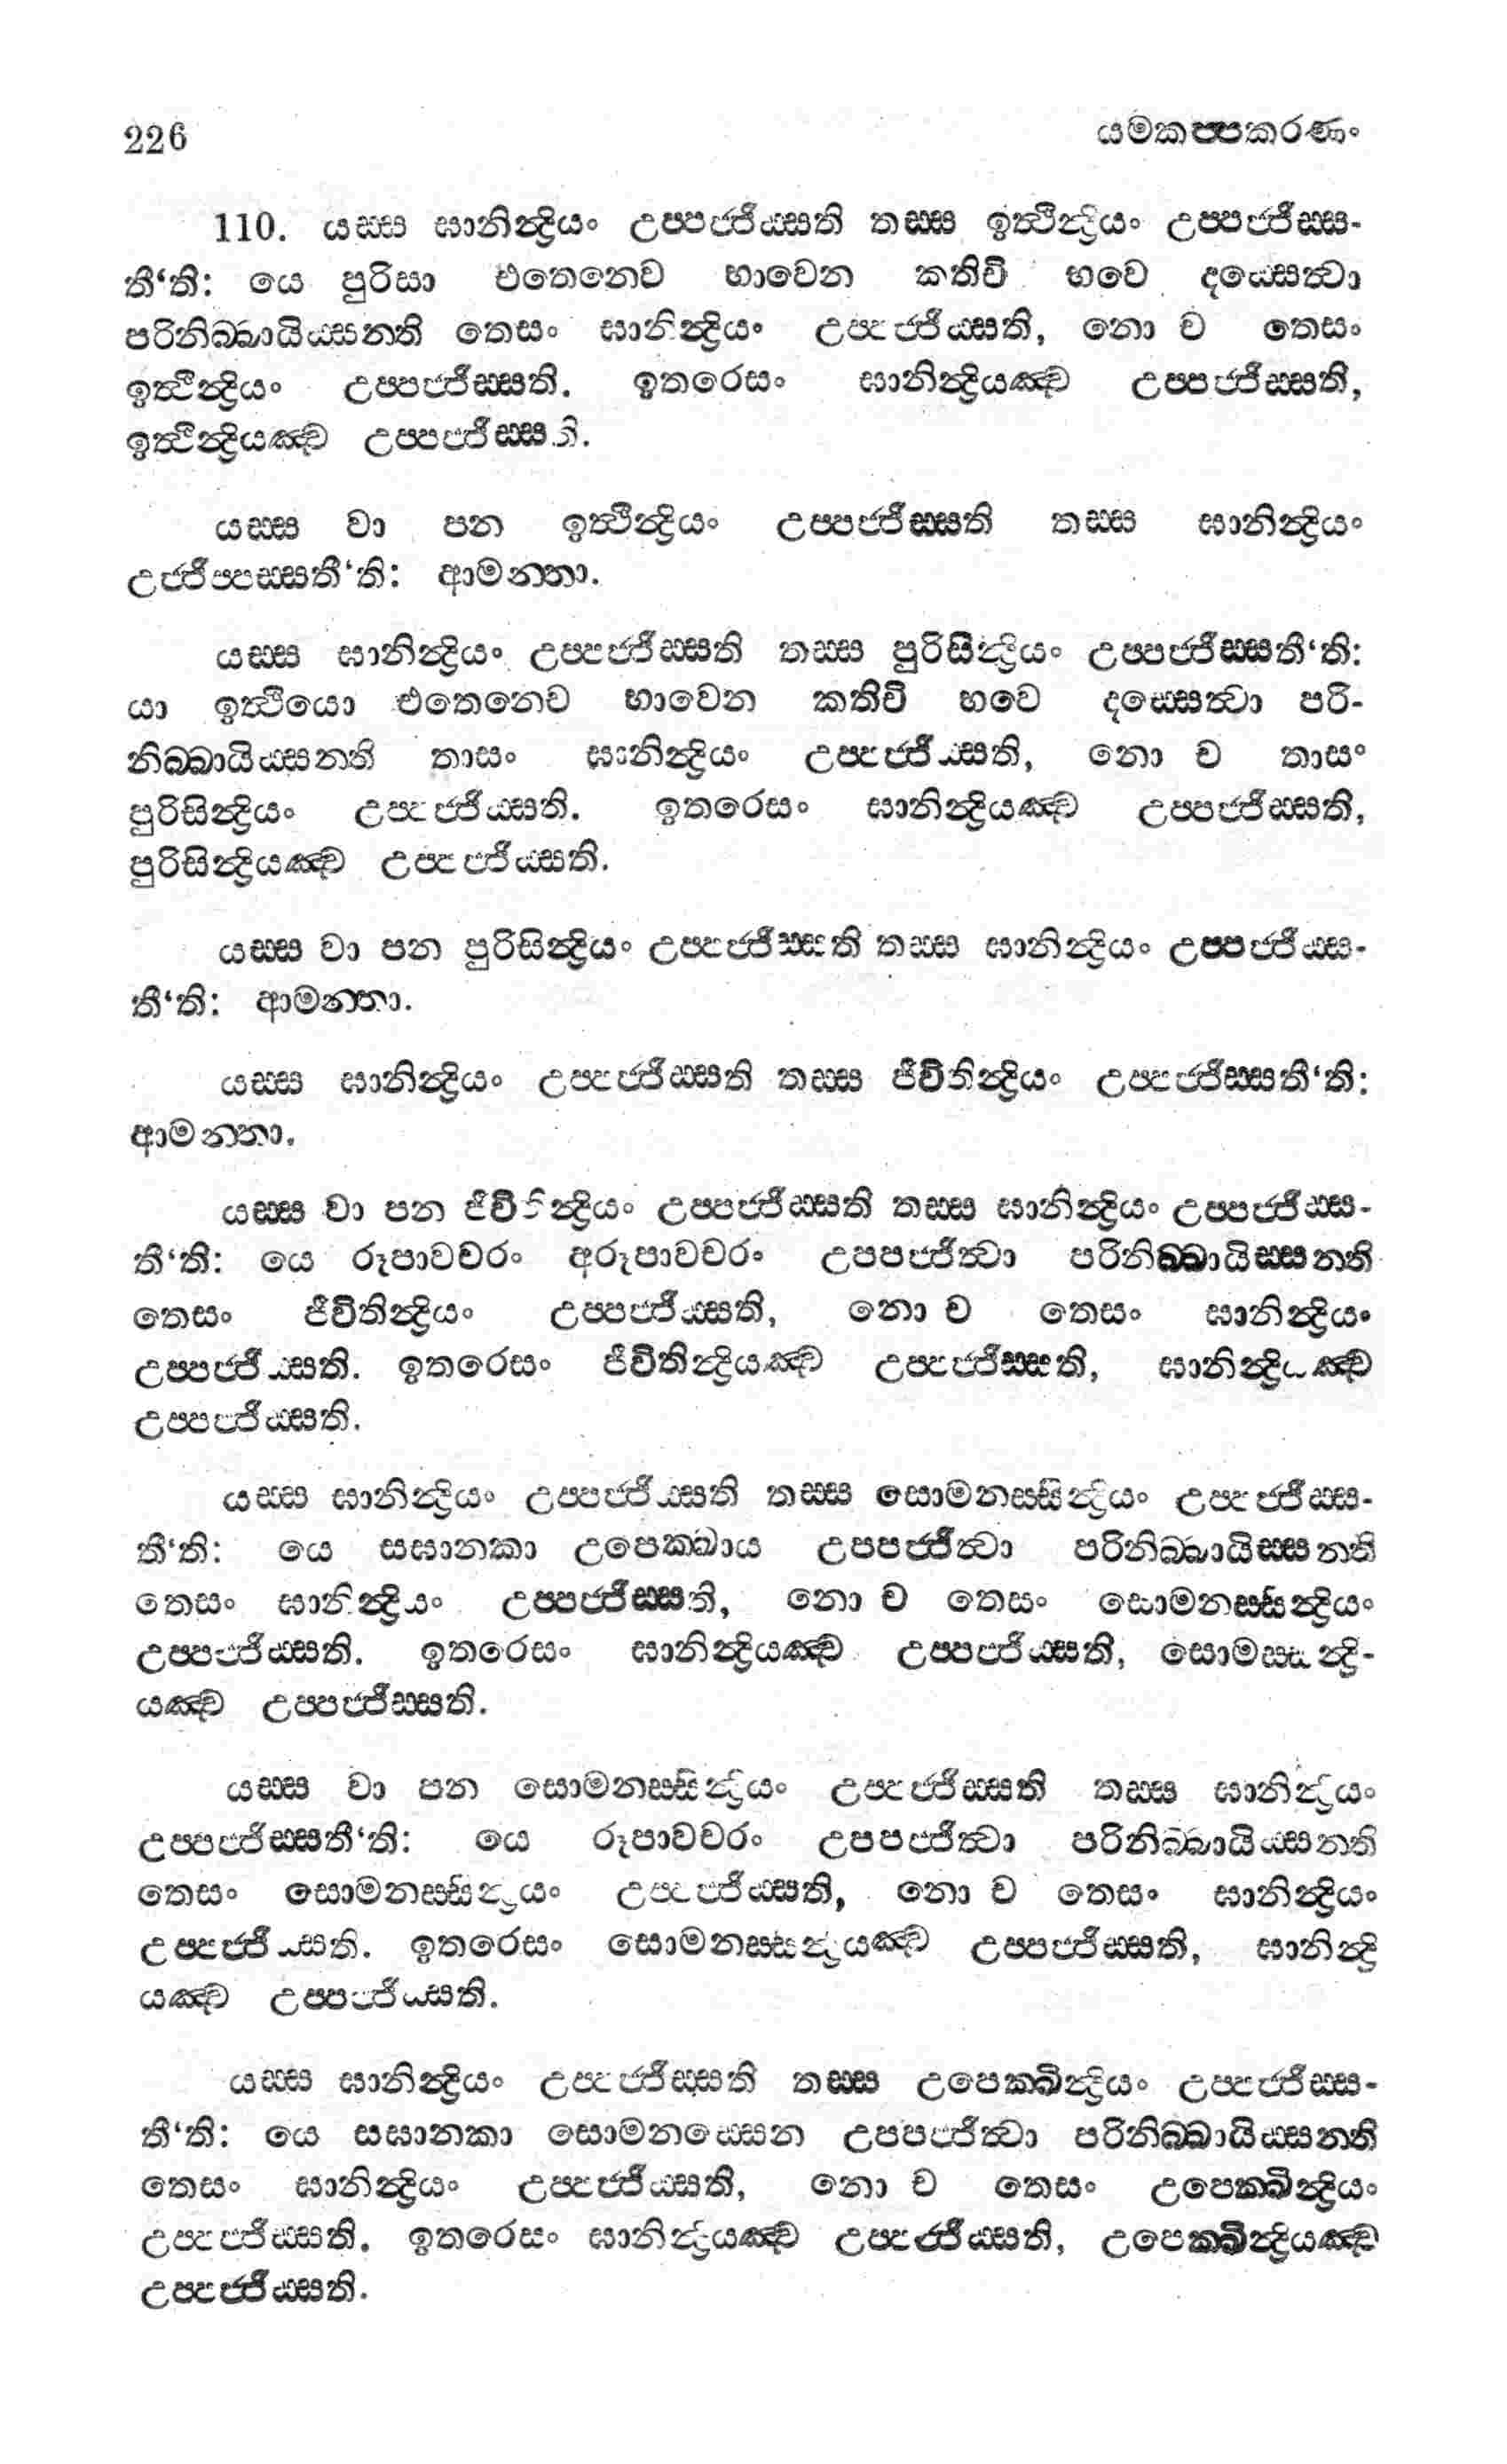 226 යමකප්පකරණං
110. යස්ස ඝානින්ද්‍රියං උප්පජ්ජිස්සති තස්ස ඉත්ථින්ද්‍රියං උප්පජ්ජිස්ස-
තී‘ති: යෙ පුරිසා එතෙනෙව භාවෙන කතිචි භවෙ දස්සෙත්වා
පරිනිබ්බායිස්සන්ති තෙසං ඝානින්ද්‍රියං උප්පජ්ජිස්සති, නො ච තෙසං
ඉත්ථින්ද්‍රියං උප්පජ්ජිස්සති. ඉතරෙසං ඝානින්ද්‍රියඤ්ච උප්පජ්ජිස්සති,
ඉත්ථින්ද්‍රියඤ්ච උප්පජ්ජිස්සති.
යස්ස වා පන ඉත්ථින්ද්‍රියං උප්පජ්ජිස්සති තස්ස ඝානින්ද්‍රියං
උජ්ජිප්පස්සතී‘ති: ආමන්තා.
යස්ස ඝානින්ද්‍රියං උප්පජ්ජිස්සති තස්ස පුරිසින්ද්‍රියං උප්පජ්ජිස්සතී‘ති:
යා ඉත්ථියො එතෙනෙව භාවෙන කතිචි භවෙ දස්සෙත්වා පරි-
නිබ්බායිස්සන්ති තාසං ඝානින්ද්‍රියං උප්පජ්ජිස්සති, නො ච තාසං
පුරිසින්ද්‍රියං උප්පජ්ජිස්සති. ඉතරෙසං ඝානින්ද්‍රියඤ්ච උප්පජ්ජිස්සති,
පුරිසින්ද්‍රියඤ්ච උප්පජ්ජිස්සති.
යස්ස වා පන පුරිසින්ද්‍රියං උප්පජ්ජිස්සති තස්ස ඝානින්ද්‍රියං උප්පජ්ජිස්ස-
තී‘ති: ආමන්තා.
යස්ස ඝානින්ද්‍රියං උප්පජ්ජිස්සති තස්ස ජීවිතින්ද්‍රියං උප්පජ්ජිස්සතී‘ති:
ආමන්තා.
යස්ස වා පන ජීවිතින්ද්‍රියං උප්පජ්ජිස්සති තස්ස ඝානින්ද්‍රියං උප්පජ්ජිස්ස-
තී‘ති: යෙ රූපාවචරං අරූපාවචරං උපපජ්ජිත්වා පරිනිබ්බායිස්සන්ති
තෙසං ජීවිතින්ද්‍රියං උප්පජ්ජිස්සති, නො ච තෙසං ඝානින්ද්‍රියං
උප්පජ්ජිස්සති. ඉතරෙසං ජීවිතින්ද්‍රියඤ්ච උප්පජ්ජිස්සති, ඝානින්ද්‍රියඤ්ච
උප්පජ්ජිස්සති.
යස්ස ඝානින්ද්‍රියං උප්පජ්ජිස්සති තස්ස සොමනස්සින්ද්‍රියං උප්පජ්ජිස්ස-
තී‘ති: යෙ සඝානකා උපෙක්ඛාය උපපජ්ජිත්වා පරිනිබ්බායිස්සන්ති
තෙසං ඝානින්ද්‍රියං උප්පජ්ජිස්සති, නො ච තෙසං සොමනස්සින්ද්‍රියං
උප්පජ්ජිස්සති. ඉතරෙසං ඝානින්ද්‍රියඤ්ච උප්පජ්ජිස්සති, සොමස්සින්ද්‍රි-
යඤ්ච උප්පජ්ජිස්සති.
යස්ස වා පන සොමනස්සින්ද්‍රියං උප්පජ්ජිස්සති තස්ස ඝානින්ද්‍රියං
උප්පජ්ජිස්සතී‘ති: යෙ රූපාවචරං උපපජ්ජිත්වා පරිනිබ්බායිස්සන්ති
තෙසං සොමනස්සින්ද්‍රියං උප්පජ්ජිස්සති, නො ච තෙසං ඝානින්ද්‍රියං
උප්පජ්ජිස්සති. ඉතරෙසං සොමනස්සින්ද්‍රියඤ්ච උප්පජ්ජිස්සති, ඝානින්ද්‍රි
යඤ්ච උප්පජ්ජිස්සති.
යස්ස ඝානින්ද්‍රියං උප්පජ්ජිස්සති තස්ස උපෙක්ඛින්ද්‍රියං උප්පජ්ජිස්ස-
තී‘ති: යෙ සඝානකා සොමනස්සෙන උපපජ්ජිත්වා පරිනිබ්බායිස්සන්ති
තෙසං ඝානින්ද්‍රියං උප්පජ්ජිස්සති, නො ච තෙසං උපෙක්ඛින්ද්‍රියං
උප්පජ්ජිස්සති. ඉතරෙසං ඝානින්ද්‍රියඤ්ච උප්පජ්ජිස්සති, උපෙක්ඛින්ද්‍රියඤ්ච
උප්පජ්ජිස්සති.